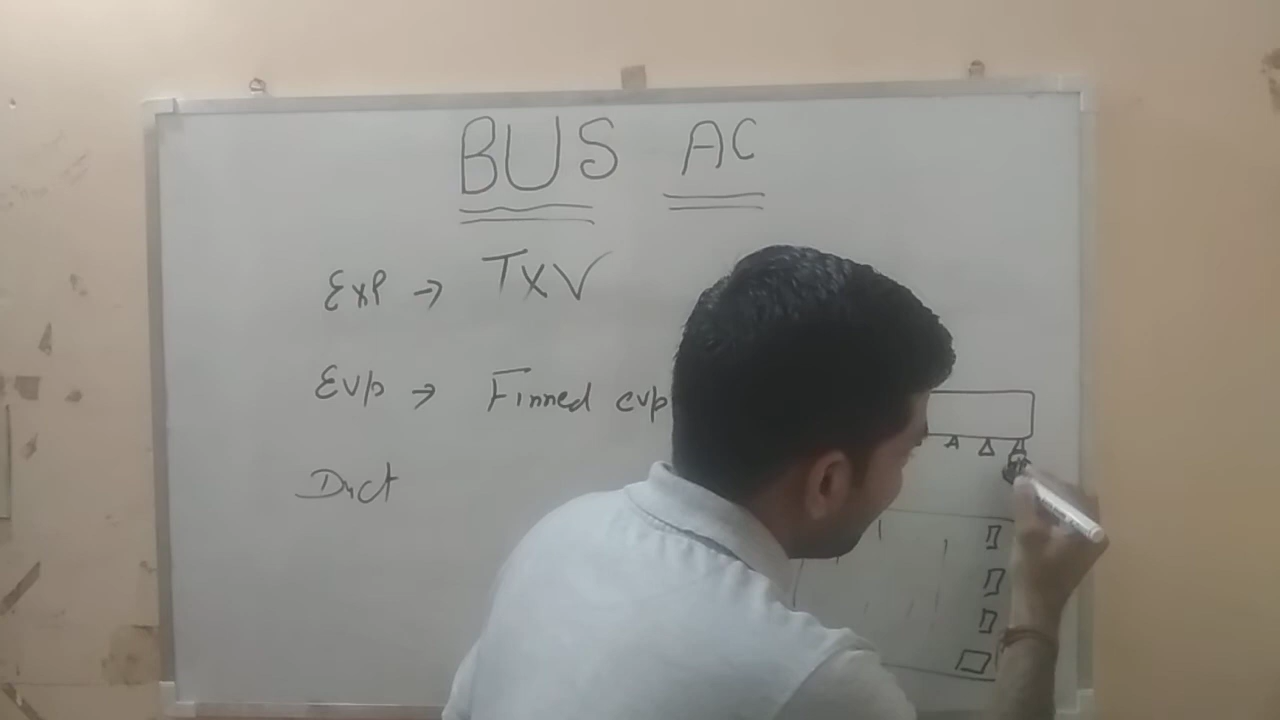 BUS AC
Exp → TXV
Evp → Finned evp
Duct